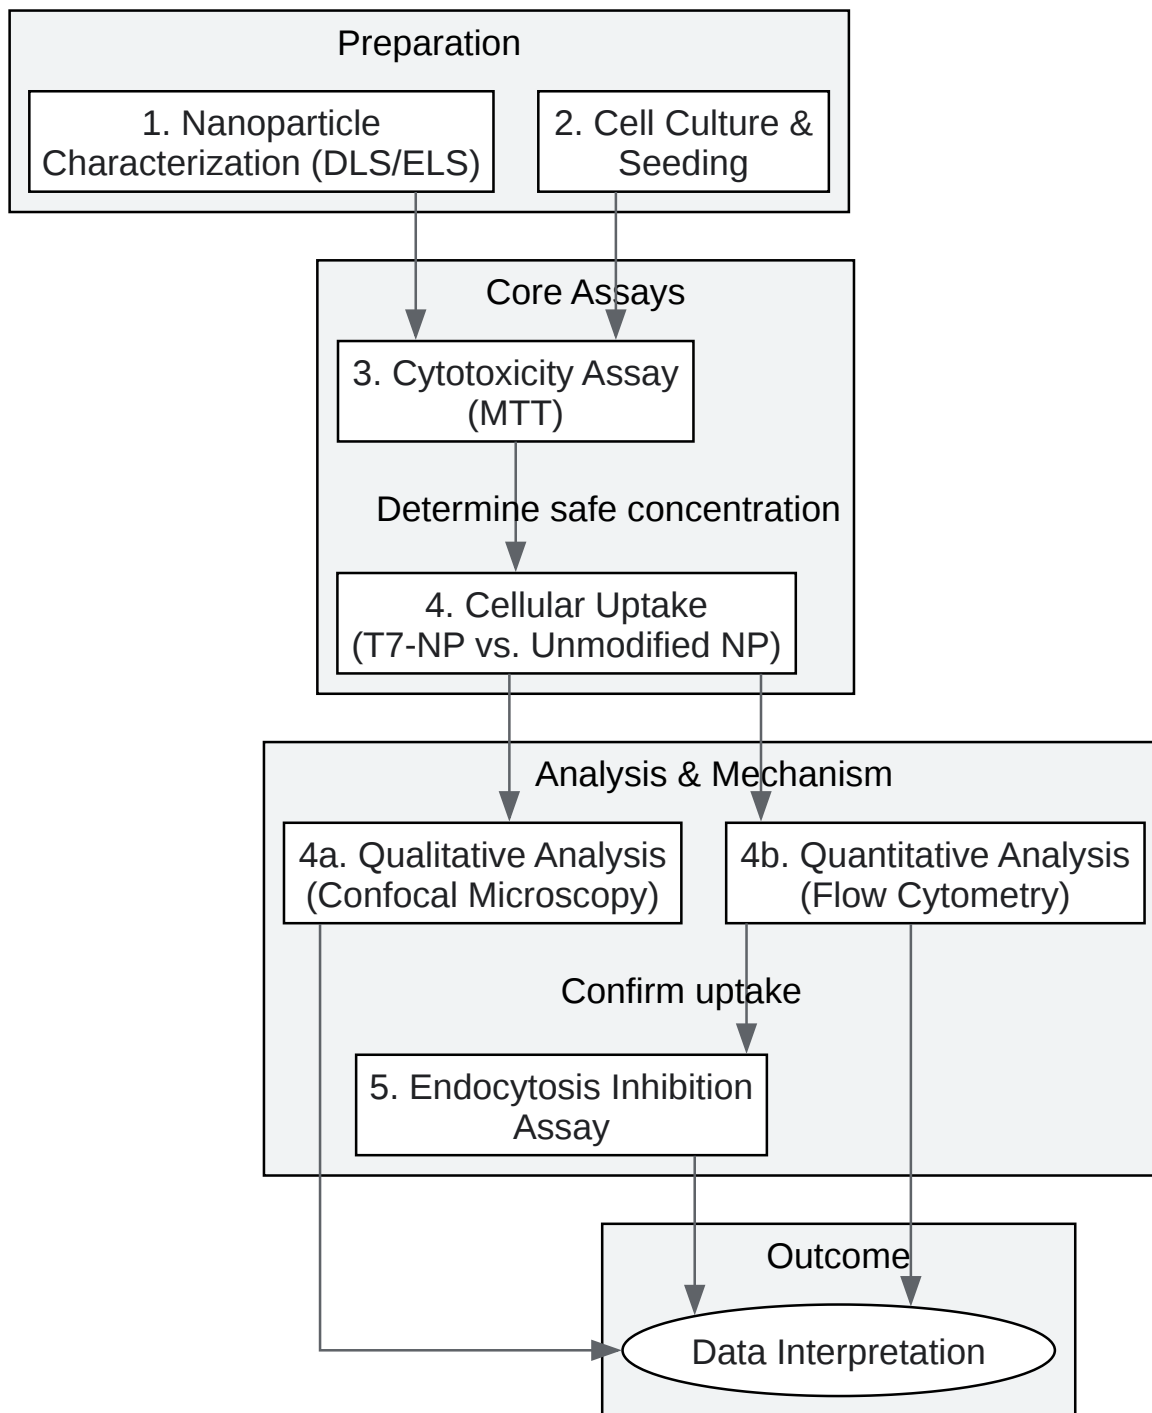 Preparation
1. Nanoparticle
Characterization (DLS/ELS)
2. Cell Culture &
Seeding
Core Assays
3. Cytotoxicity Assay
(MTT)
Determine safe concentration
4. Cellular Uptake
(T7-NP vs. Unmodified NP)
Analysis & Mechanism
4a. Qualitative Analysis
(Confocal Microscopy)
4b. Quantitative Analysis
(Flow Cytometry)
Confirm uptake
5. Endocytosis Inhibition
Assay
Outcome
Data Interpretation